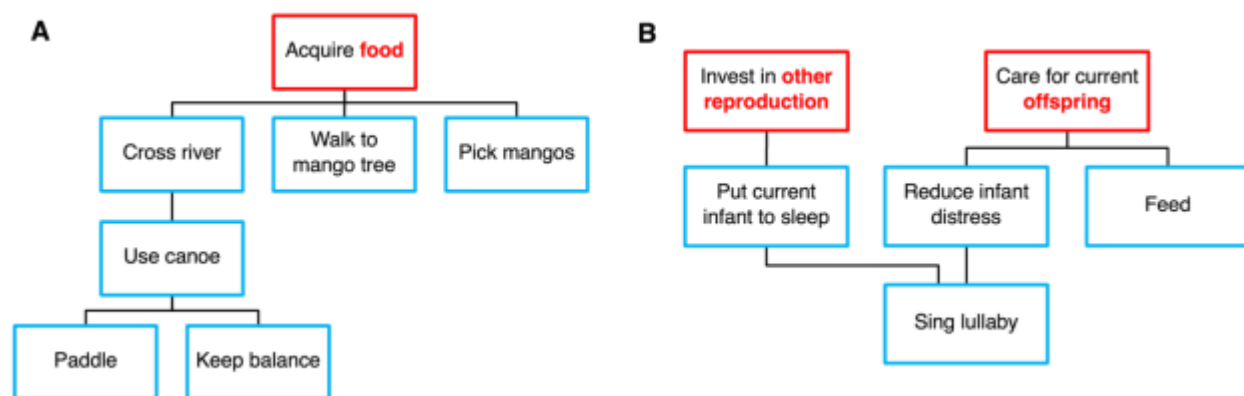 A
Acquire food
Cross river
Walk to
mango tree
Pick mangos
Use canoe
Paddle
Keep balance
B
Invest in other
reproduction
Care for current
offspring
Put current
infant to sleep
Reduce infant
distress
Feed
Sing lullaby